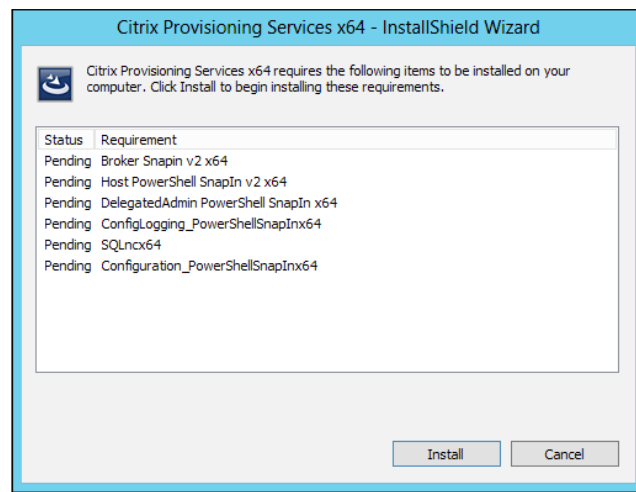 Citrix Provisioning Services x64 - InstallShield Wizard
Citrix Provisioning Services x64 requires the following items to be installed on your
computer. Click Install to begin installing these requirements.
Status Requirement
Pending Broker Snapin v2 x64
Pending Host PowerShell SnapIn v2 x64
Pending DelegatedAdmin PowerShell SnapIn x64
Pending ConfigLogging_PowerShellSnapInx64
Pending SQLncx64
Pending Configuration_PowerShellSnapInx64
Install Cancel